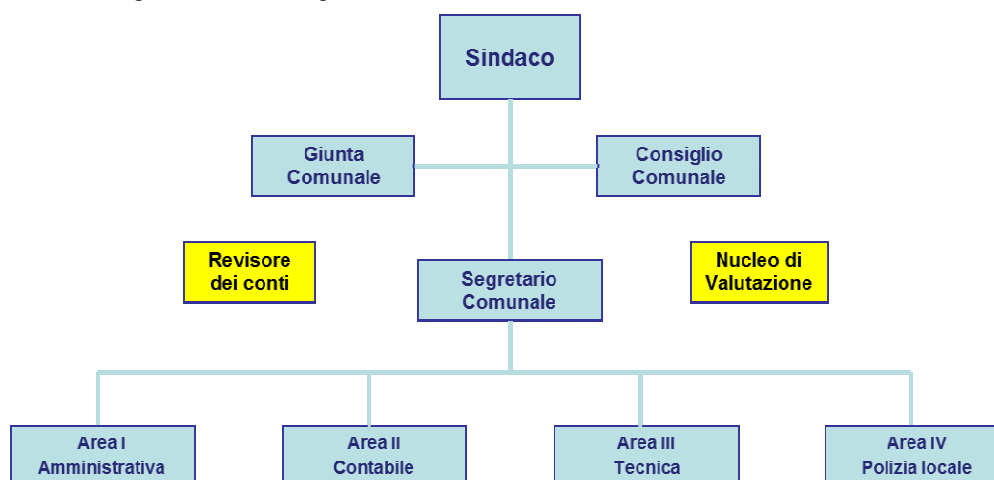 Sindaco
Giunta
Comunale
Consiglio
Comunale
Revisore
dei conti
Nucleo di
Valutazione
Segretario
Comunale
Area I
Amministrativa
Area II
Contabile
Area III
Tecnica
Area IV
Polizia locale